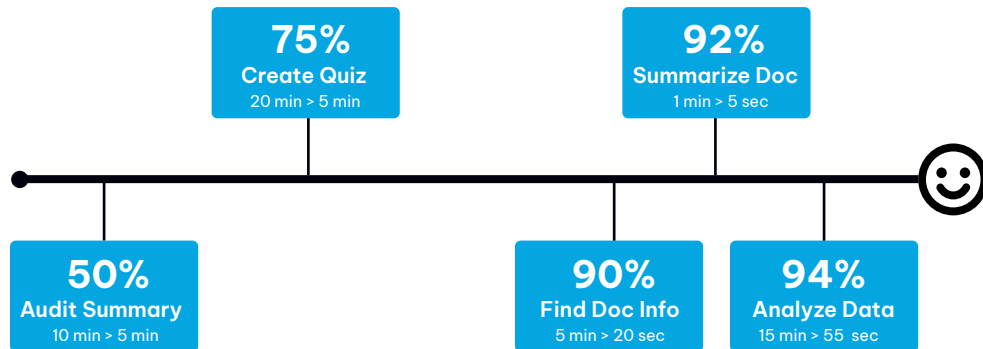 75%
Create Quiz
20 min > 5 min
92%
Summarize Doc
1 min > 5 sec
50%
Audit Summary
10 min > 5 min
90%
Find Doc Info
5 min > 20 sec
94%
Analyze Data
15 min > 55 sec